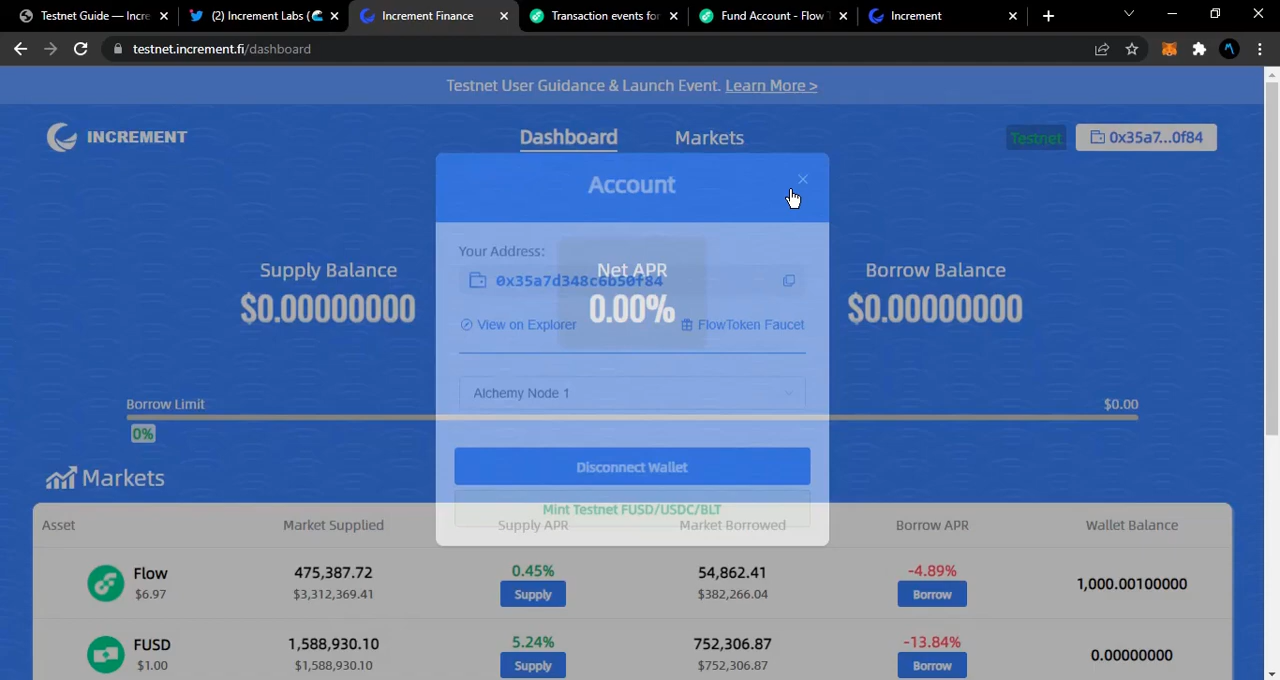 Testnet Guide — Incre
(2) Increment Labs (
Increment Finance
Transaction events for
Fund Account - Flow T
Increment
testnet.increment.fi/dashboard
Testnet User Guidance & Launch Event. Learn More >
INCREMENT
Dashboard
Markets
Testnet
0x35a7...0f84
Account
Your Address:
0x35a7d348c6b50f84
View on Explorer
FlowToken Faucet
Alchemy Node 1
Disconnect Wallet
Mint Testnet FUSD/USDC/BLT
Supply Balance
$0.00000000
Net APR
0.00%
Borrow Balance
$0.00000000
Borrow Limit
$0.00
0%
Markets
Asset Market Supplied Supply APR Market Borrowed Borrow APR Wallet Balance
Flow 475,387.72 0.45% 54,862.41 -4.89% 1,000.00100000
$6.97 $3,312,369.41 Supply $382,266.04 Borrow
FUSD 1,588,930.10 5.24% 752,306.87 -13.84% 0.00000000
$1.00 $1,588,930.10 Supply $752,306.87 Borrow